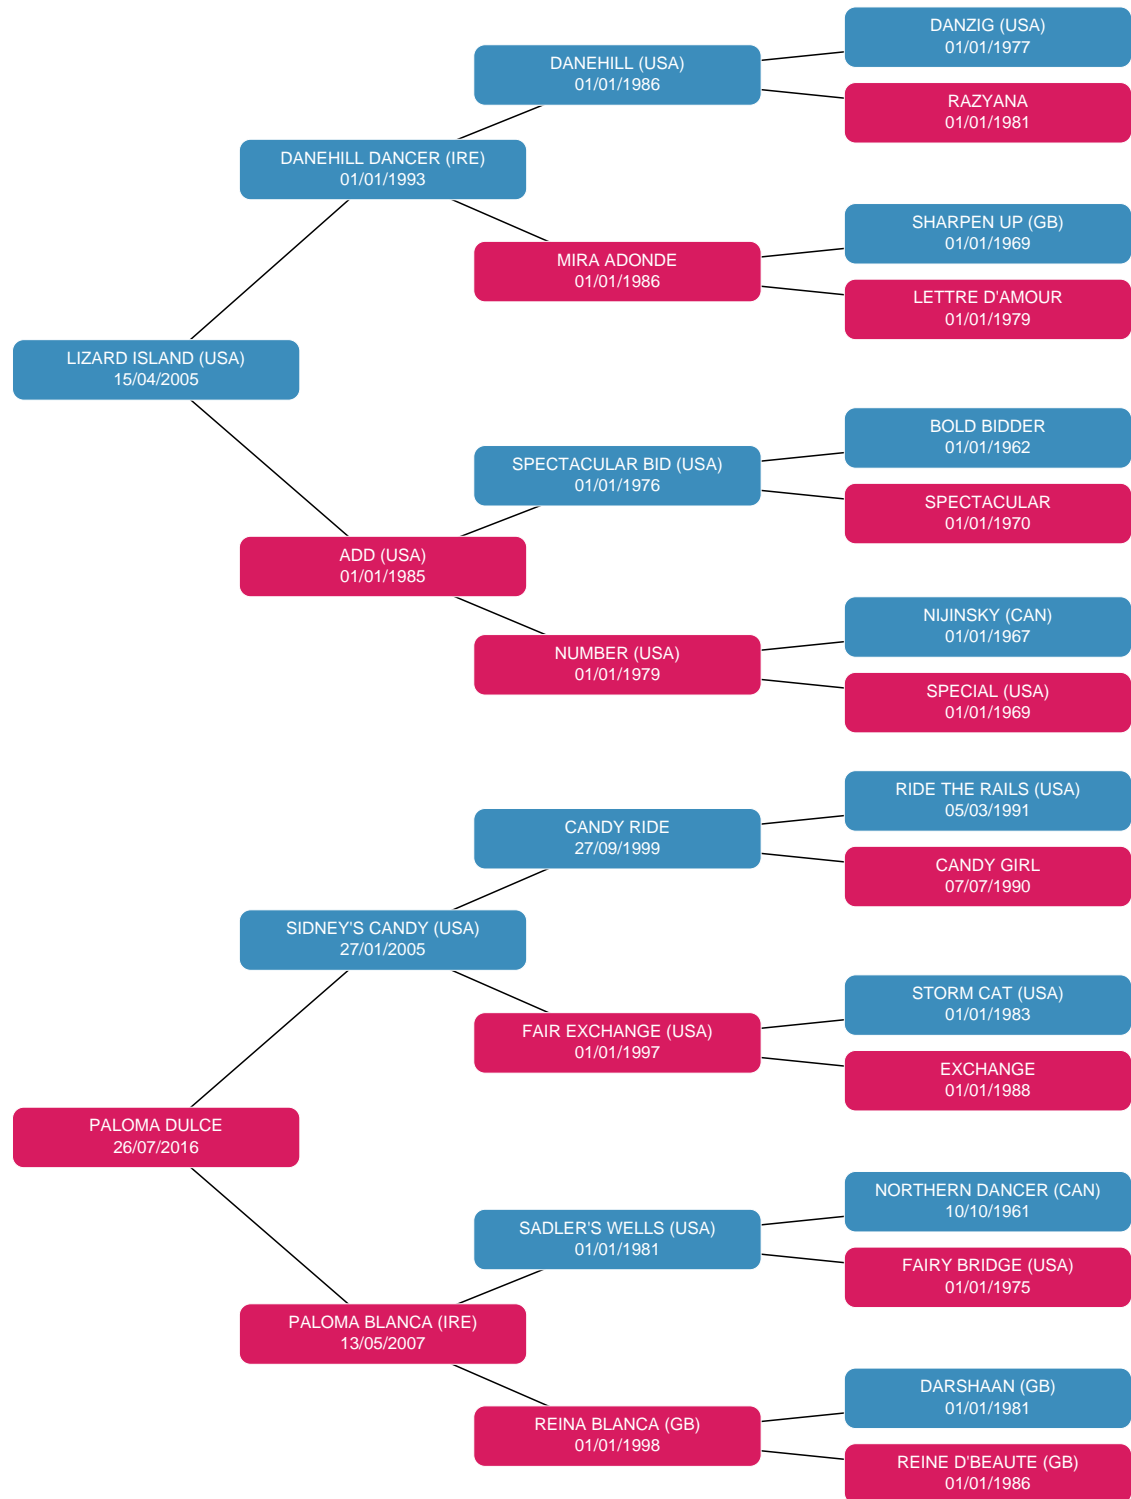 DANZIG (USA)
01/01/1977
DANEHILL (USA)
01/01/1986
RAZYANA
01/01/1981
DANEHILL DANCER (IRE)
01/01/1993
SHARPEN UP (GB)
01/01/1969
MIRA ADONDE
01/01/1986
LETTRE D'AMOUR
01/01/1979
LIZARD ISLAND (USA)
15/04/2005
BOLD BIDDER
01/01/1962
SPECTACULAR BID (USA)
01/01/1976
SPECTACULAR
01/01/1970
ADD (USA)
01/01/1985
NIJINSKY (CAN)
01/01/1967
NUMBER (USA)
01/01/1979
SPECIAL (USA)
01/01/1969
RIDE THE RAILS (USA)
05/03/1991
CANDY RIDE
27/09/1999
CANDY GIRL
07/07/1990
SIDNEY'S CANDY (USA)
27/01/2005
STORM CAT (USA)
01/01/1983
FAIR EXCHANGE (USA)
01/01/1997
EXCHANGE
01/01/1988
PALOMA DULCE
26/07/2016
NORTHERN DANCER (CAN)
10/10/1961
SADLER'S WELLS (USA)
01/01/1981
FAIRY BRIDGE (USA)
01/01/1975
PALOMA BLANCA (IRE)
13/05/2007
DARSHAAN (GB)
01/01/1981
REINA BLANCA (GB)
01/01/1998
REINE D'BEAUTE (GB)
01/01/1986